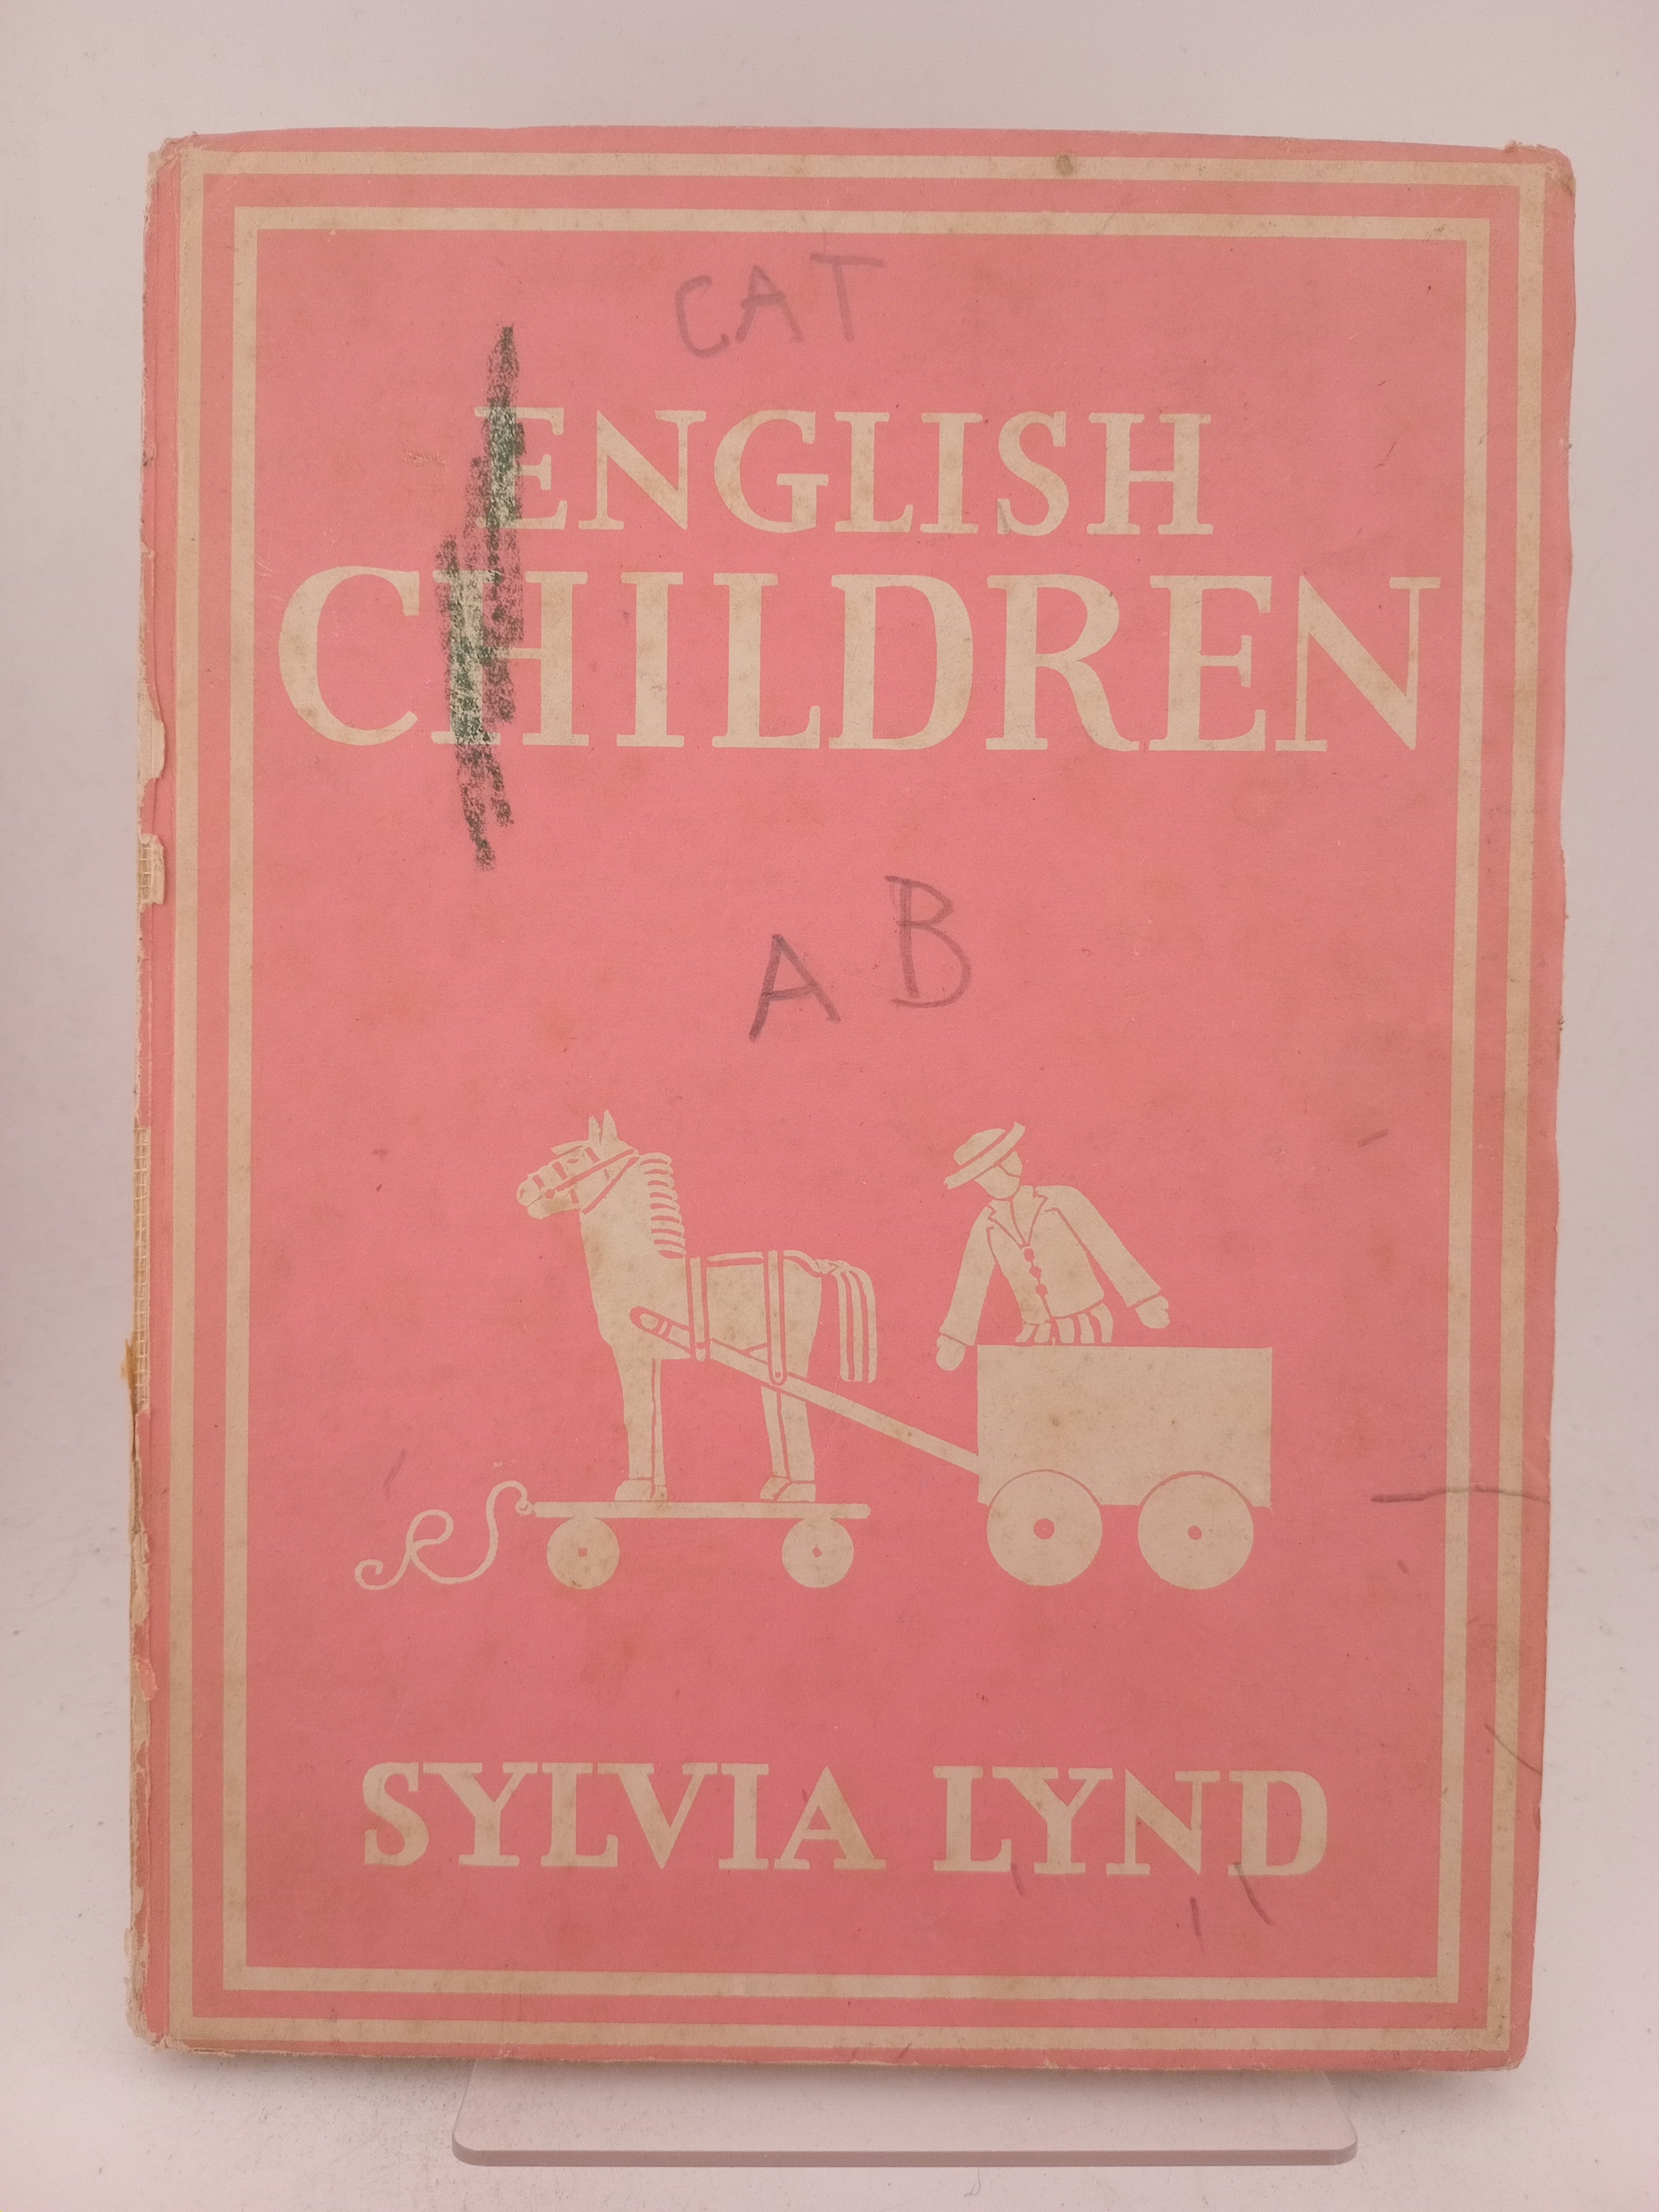 CAT
ENGLISH
CHILDREN
A B
SYLVIA LYND